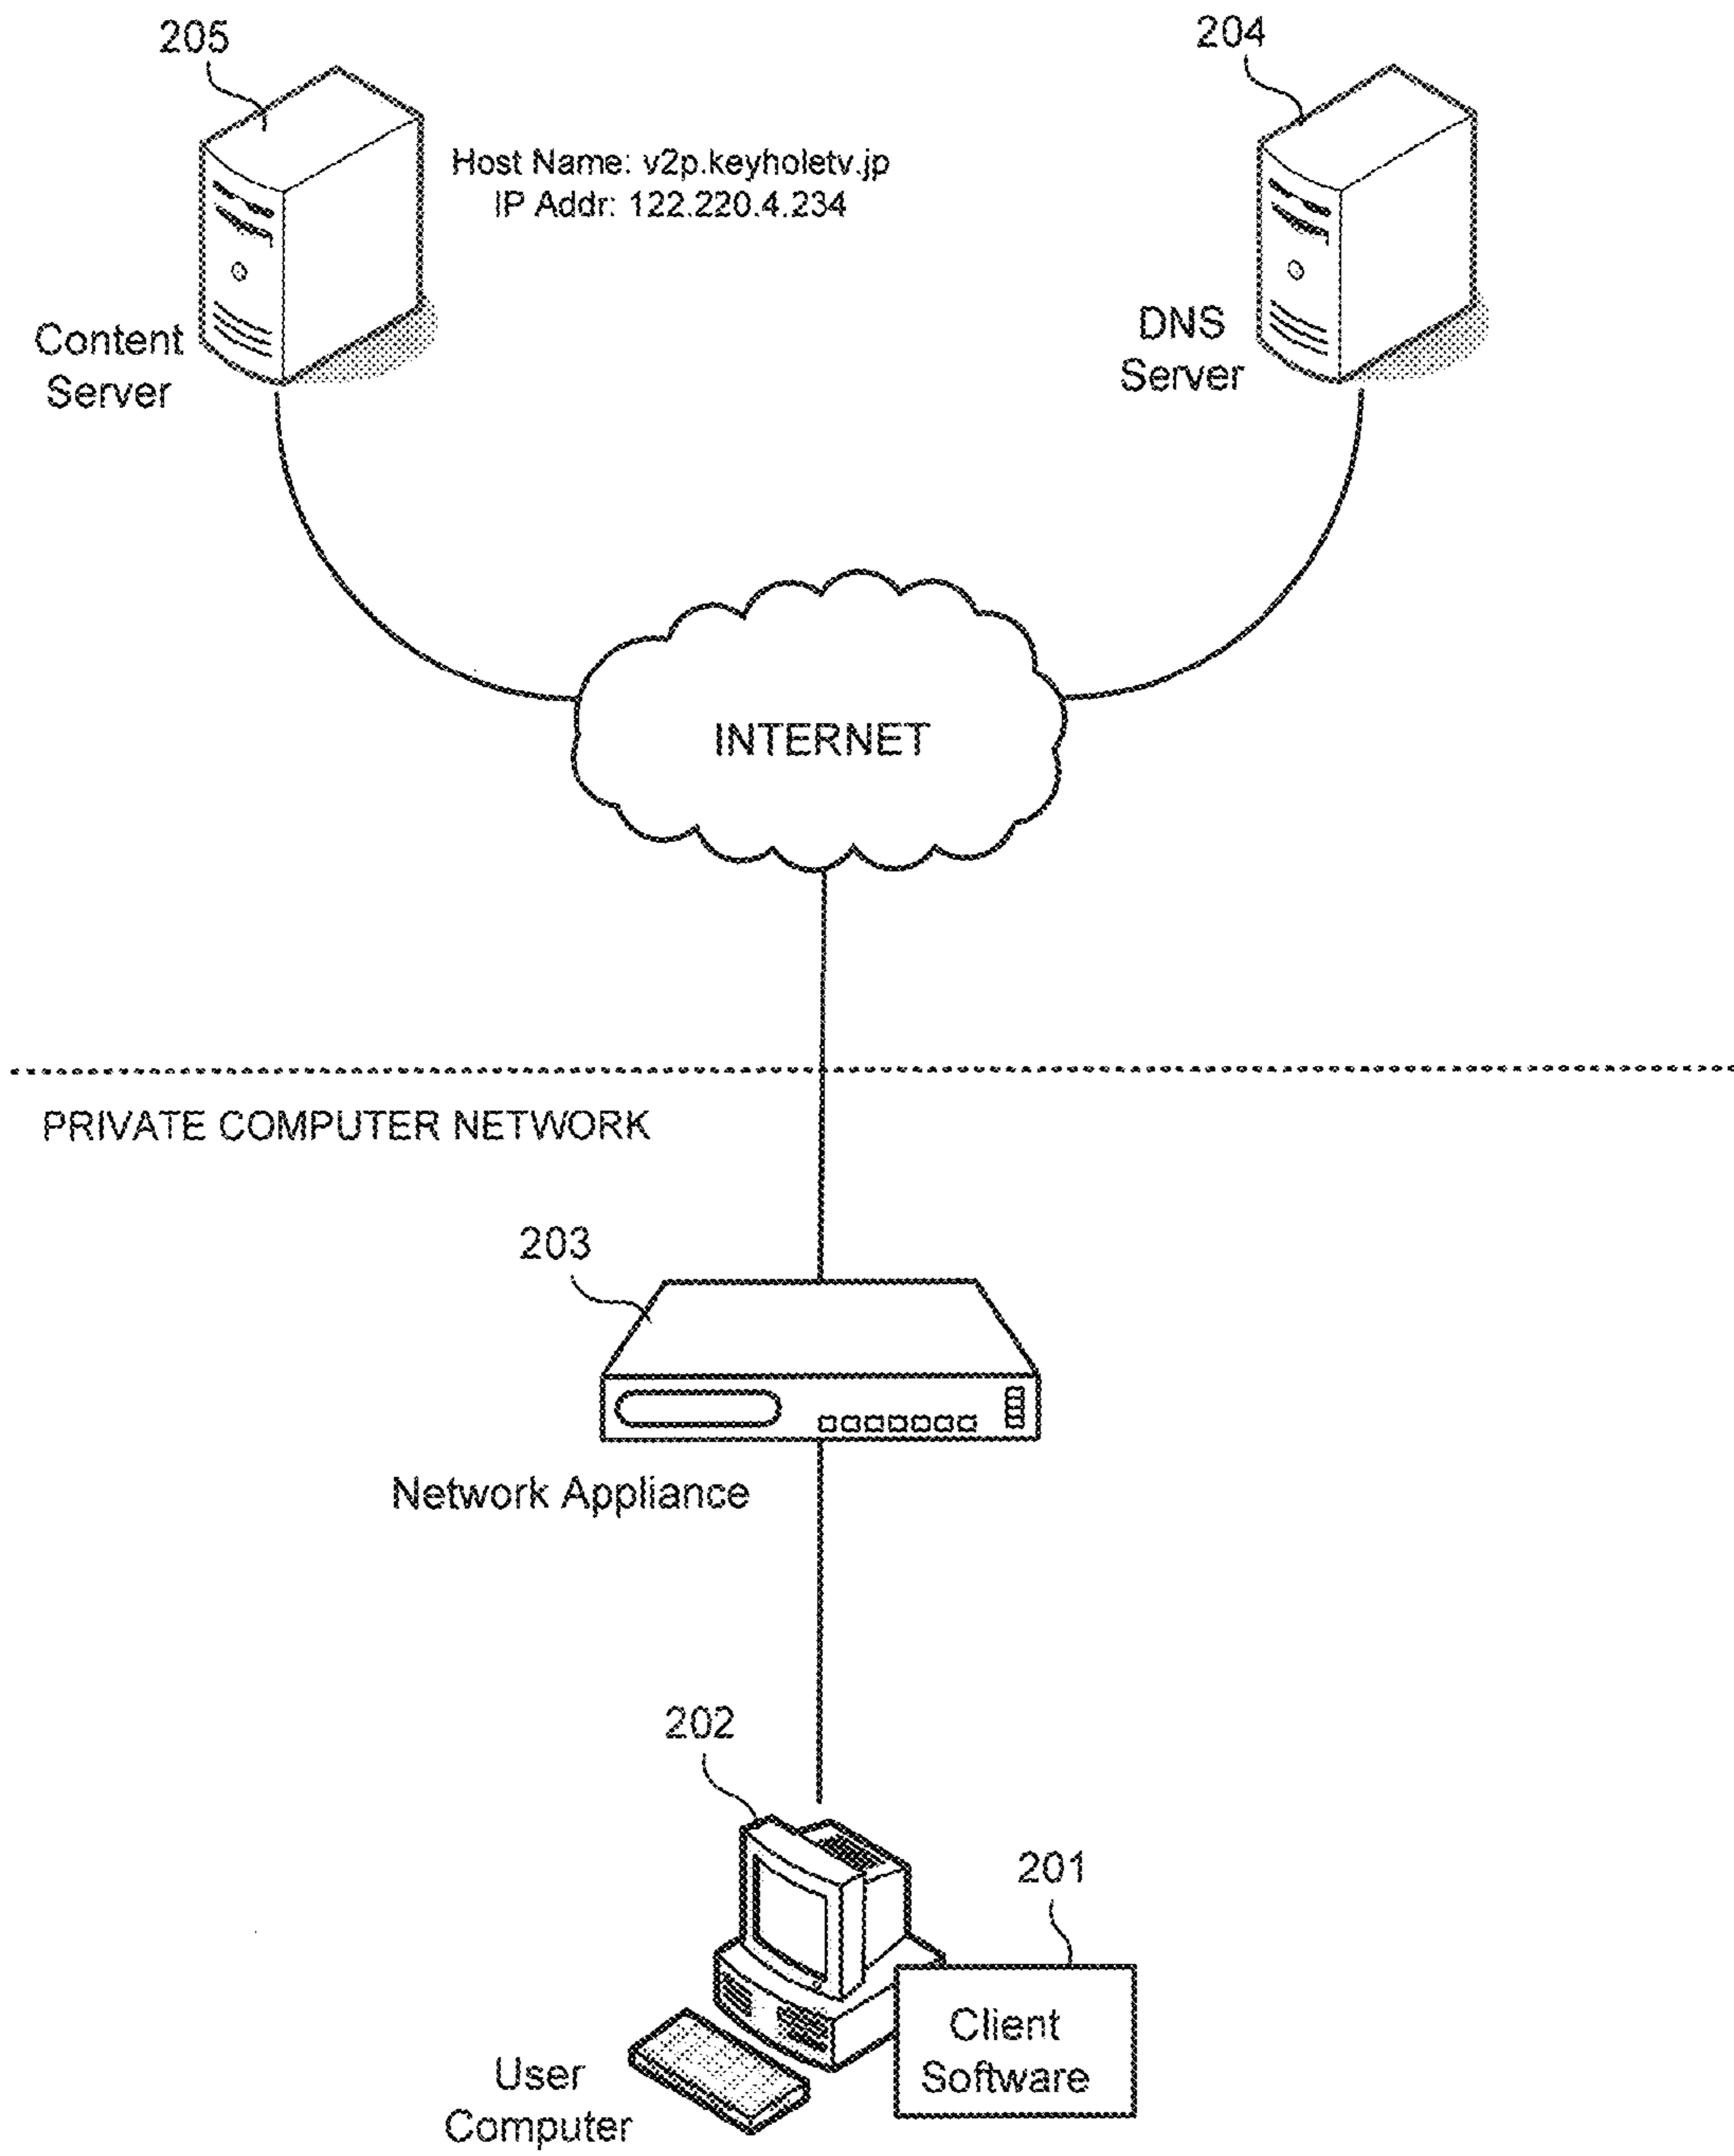 205
204
Host Name: v2p.keyholetv.jp
IP Addr: 122.220.4.234
Content
Server
DNS
Server
INTERNET
PRIVATE COMPUTER NETWORK
203
Network Appliance
202
201
Client
Software
User
Computer